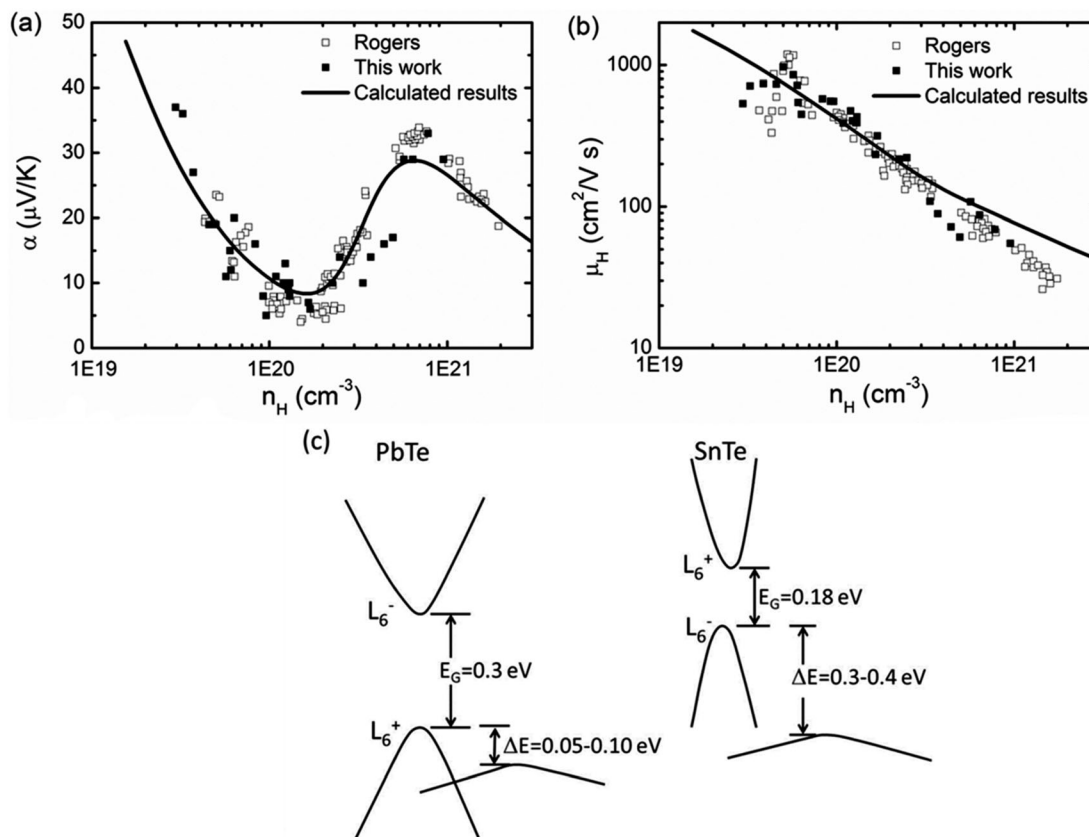 (a)
50
40
30
20
10
0
α (μV/K)
Rogers
This work
Calculated results
1E19
1E20
1E21
n_H (cm⁻³)
(b)
1000
100
10
μ_H (cm²/V s)
Rogers
This work
Calculated results
1E19
1E20
1E21
n_H (cm⁻³)
(c)
PbTe
L₆⁻
E_G=0.3 eV
L₆⁺
ΔE=0.05-0.10 eV
SnTe
L₆⁺
E_G=0.18 eV
L₆⁻
ΔE=0.3-0.4 eV